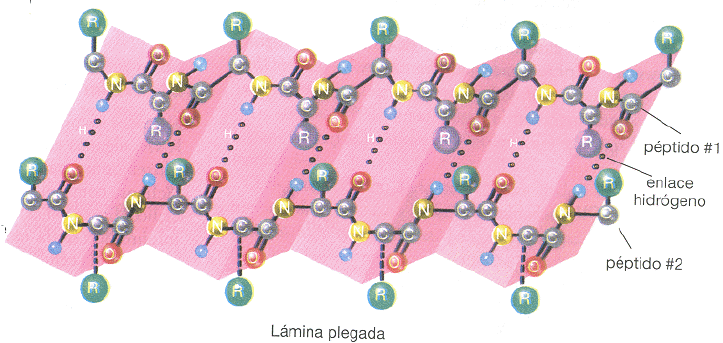 R R R R R
O O O O
C N C C N C C N C C N C C N C C N C C N C C N C C N C C
O O O O
H R H R H R H R
péptido #1
enlace
hidrógeno
R R R R R
O O O O
C C N C C N C C N C C N C C N C C N C C N C C N C
O O O O
péptido #2
R R R R
Lámina plegada